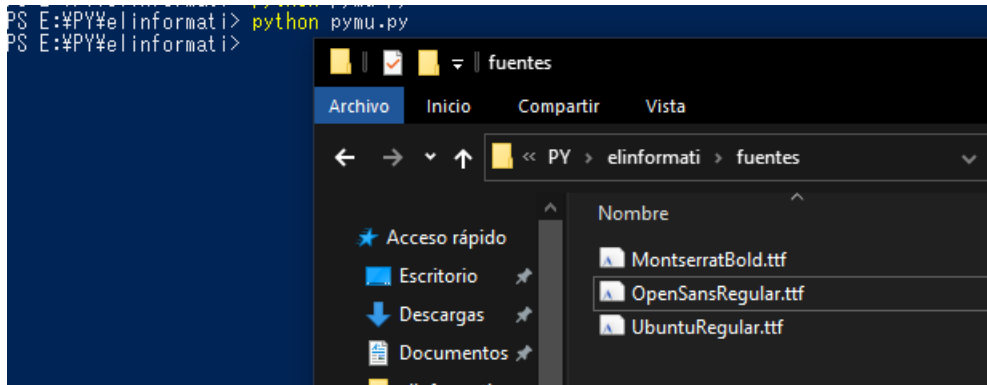 PS E:¥PY¥elinformati> python pymu.py
PS E:¥PY¥elinformati>
fuentes
Archivo Inicio Compartir Vista
« PY > elinformati > fuentes
Nombre
Acceso rápido
Escritorio
Descargas
Documentos
MontserratBold.ttf
OpenSansRegular.ttf
UbuntuRegular.ttf